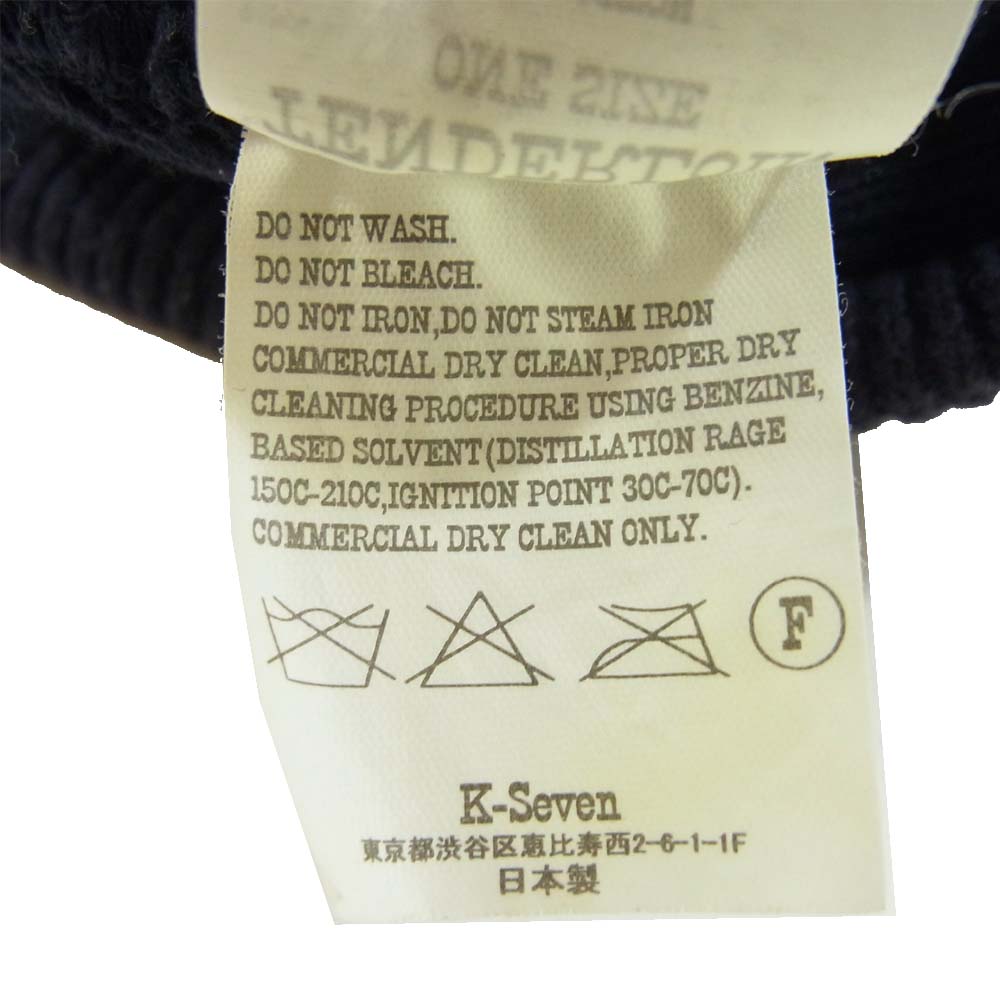 ONE SIZE
TENDERLOIN
DO NOT WASH.
DO NOT BLEACH.
DO NOT IRON,DO NOT STEAM IRON
COMMERCIAL DRY CLEAN,PROPER DRY
CLEANING PROCEDURE USING BENZINE,
BASED SOLVENT(DISTILLATION RAGE
150C-210C,IGNITION POINT 30C-70C).
COMMERCIAL DRY CLEAN ONLY.
F
K-Seven
東京都渋谷区恵比寿西2-6-1-1F
日本製